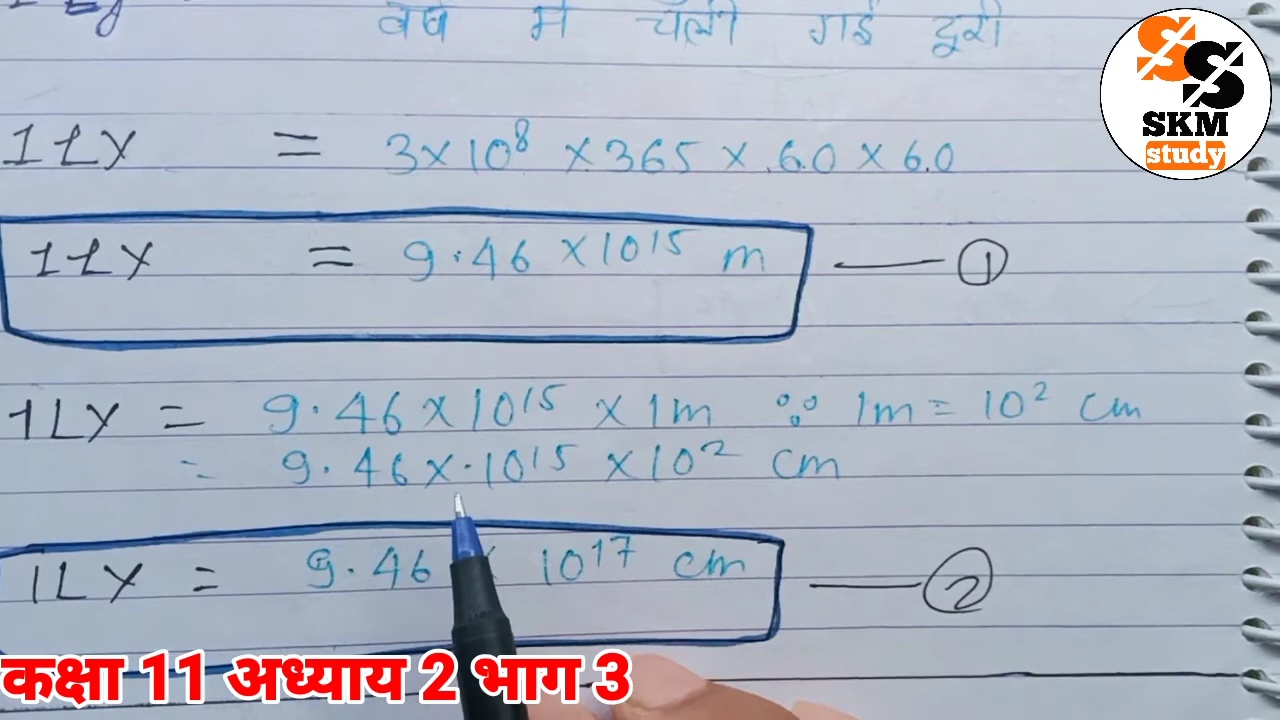 वर्ष में चली गई दूरी
SKM
study
1LY = 3×10⁸ × 365 × 60 × 60
1LY = 9.46 × 10¹⁵ m —— ①
1LY = 9.46 × 10¹⁵ × 1m ∵ 1m = 10² cm
= 9.46 × 10¹⁵ × 10² cm
1LY = 9.46 × 10¹⁷ cm —— ②
कक्षा 11 अध्याय 2 भाग 3